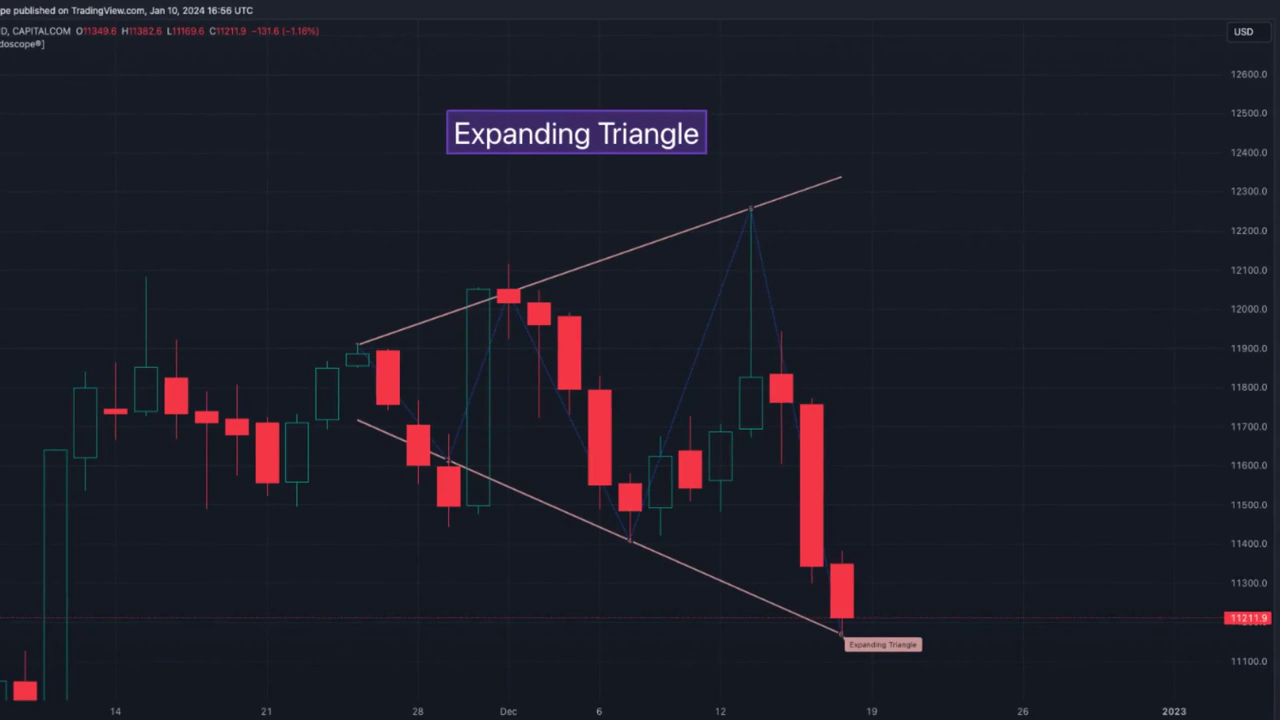 pe published on TradingView.com, Jan 10, 2024 16:56 UTC
D, CAPITALCOM O11349.6 H11382.6 L11169.6 C11211.9 −131.6 (−1.16%)
doscope®]
USD
Expanding Triangle
12600.0
12500.0
12400.0
12300.0
12200.0
12100.0
12000.0
11900.0
11800.0
11700.0
11600.0
11500.0
11400.0
11300.0
11211.9
11100.0
Expanding Triangle
14 21 28 Dec 6 12 19 26 2023